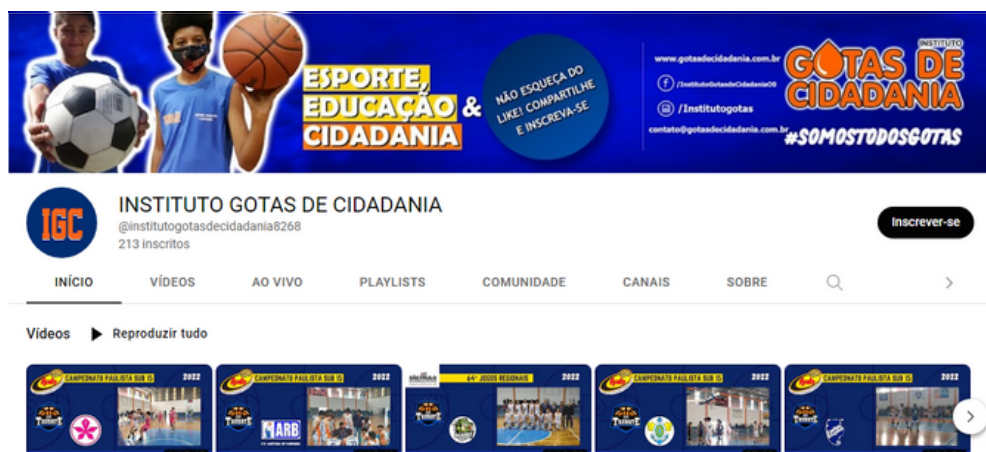 ESPORTE,
EDUCAÇÃO &
CIDADANIA
NÃO ESQUEÇA DO
LIKE! COMPARTILHE
E INSCREVA-SE
www.gotasdecidadania.com.br
/InstitutoGotasdeCidadaniaOS
/Institutogotas
contato@gotasdecidadania.com.br
INSTITUTO
GOTAS DE
CIDADANIA
#SOMOSTODOSGOTAS
IGC
INSTITUTO GOTAS DE CIDADANIA
@institutogotasdecidadania8268
213 inscritos
Inscrever-se
INÍCIO VÍDEOS AO VIVO PLAYLISTS COMUNIDADE CANAIS SOBRE
Vídeos Reproduzir tudo
CAMPEONATO PAULISTA SUB 15 2022
CAMPEONATO PAULISTA SUB 15 2022
ARB
64º JOGOS REGIONAIS 2022
CAMPEONATO PAULISTA SUB 15 2022
CAMPEONATO PAULISTA SUB 15 2022